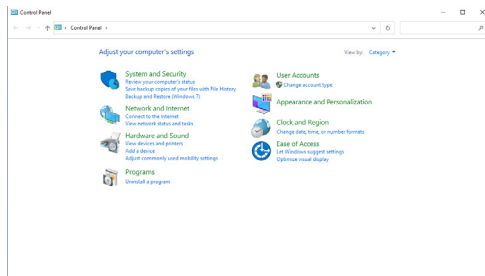 Control Panel
Control Panel
Adjust your computer's settings
View by: Category
System and Security
Review your computer's status
Save backup copies of your files with File History
Backup and Restore (Windows 7)
Network and Internet
Connect to the Internet
View network status and tasks
Hardware and Sound
View devices and printers
Add a device
Adjust commonly used mobility settings
Programs
Uninstall a program
User Accounts
Change account type
Appearance and Personalization
Clock and Region
Change date, time, or number formats
Ease of Access
Let Windows suggest settings
Optimize visual display